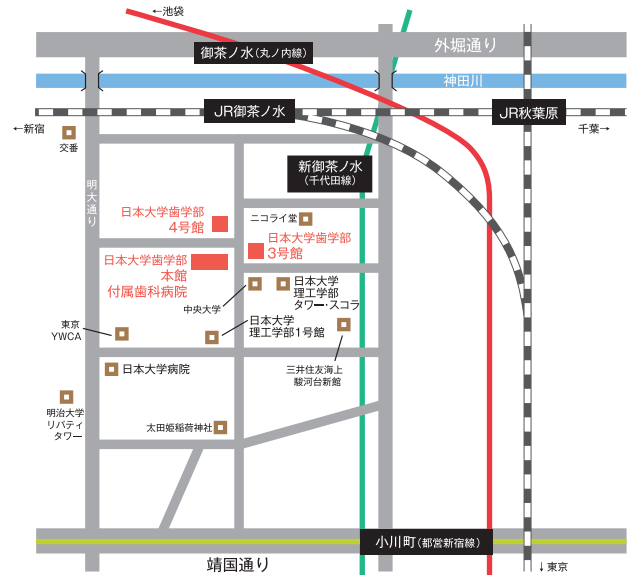 ←池袋
外堀通り
御茶ノ水(丸ノ内線)
神田川
JR御茶ノ水
JR秋葉原
←新宿
千葉→
交番
新御茶ノ水
(千代田線)
明大通り
日本大学歯学部
4号館
ニコライ堂
日本大学歯学部
3号館
日本大学歯学部
本館
付属歯科病院
中央大学
日本大学
理工学部
タワー・スコラ
東京
YWCA
日本大学
理工学部1号館
三井住友海上
駿河台新館
日本大学病院
明治大学
リバティ
タワー
太田姫稲荷神社
小川町(都営新宿線)
靖国通り
↓東京